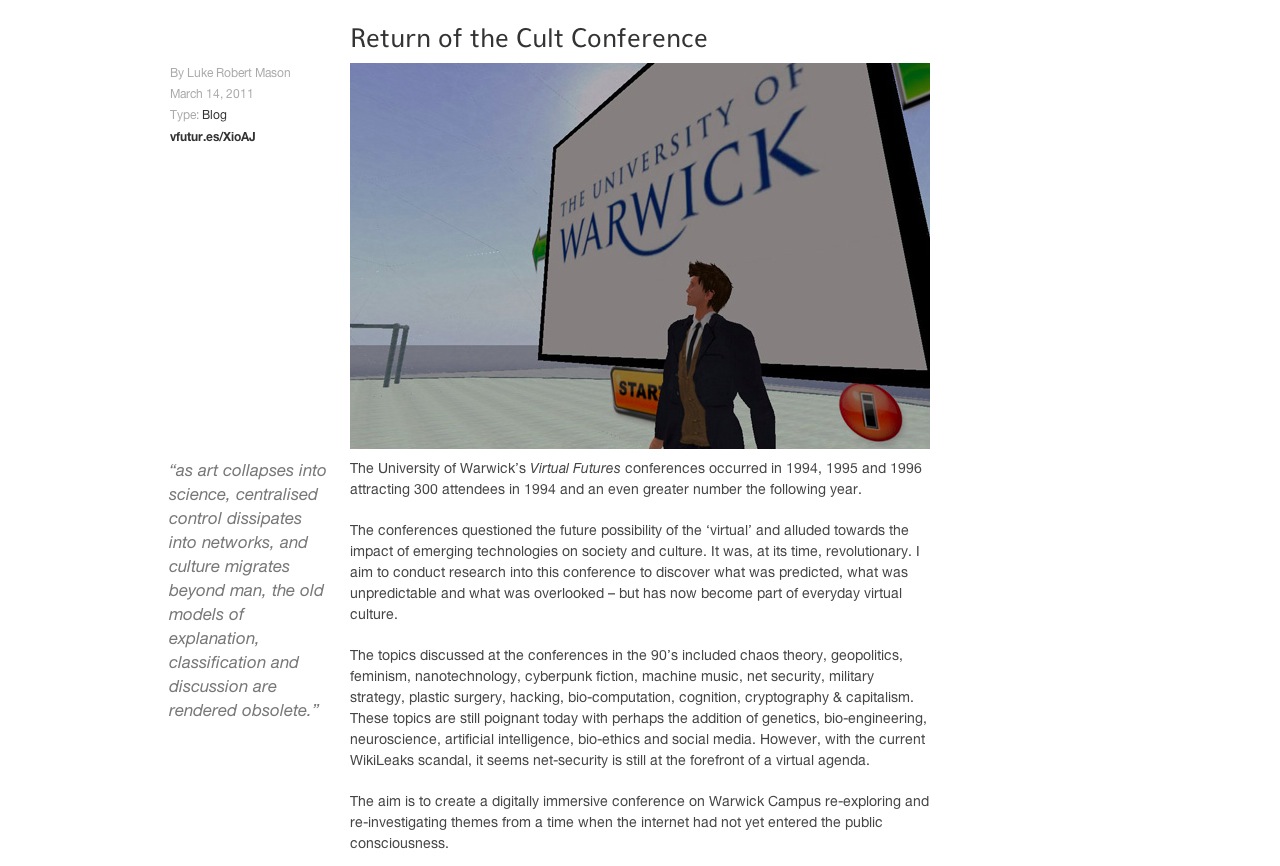 Return of the Cult Conference
By Luke Robert Mason
March 14, 2011
Type: Blog
vfutur.es/XioAJ
THE UNIVERSITY OF
WARWICK
START
i
“as art collapses into
science, centralised
control dissipates
into networks, and
culture migrates
beyond man, the old
models of
explanation,
classification and
discussion are
rendered obsolete.”
The University of Warwick’s Virtual Futures conferences occurred in 1994, 1995 and 1996
attracting 300 attendees in 1994 and an even greater number the following year.
The conferences questioned the future possibility of the ‘virtual’ and alluded towards the
impact of emerging technologies on society and culture. It was, at its time, revolutionary. I
aim to conduct research into this conference to discover what was predicted, what was
unpredictable and what was overlooked – but has now become part of everyday virtual
culture.
The topics discussed at the conferences in the 90’s included chaos theory, geopolitics,
feminism, nanotechnology, cyberpunk fiction, machine music, net security, military
strategy, plastic surgery, hacking, bio-computation, cognition, cryptography & capitalism.
These topics are still poignant today with perhaps the addition of genetics, bio-engineering,
neuroscience, artificial intelligence, bio-ethics and social media. However, with the current
WikiLeaks scandal, it seems net-security is still at the forefront of a virtual agenda.
The aim is to create a digitally immersive conference on Warwick Campus re-exploring and
re-investigating themes from a time when the internet had not yet entered the public
consciousness.